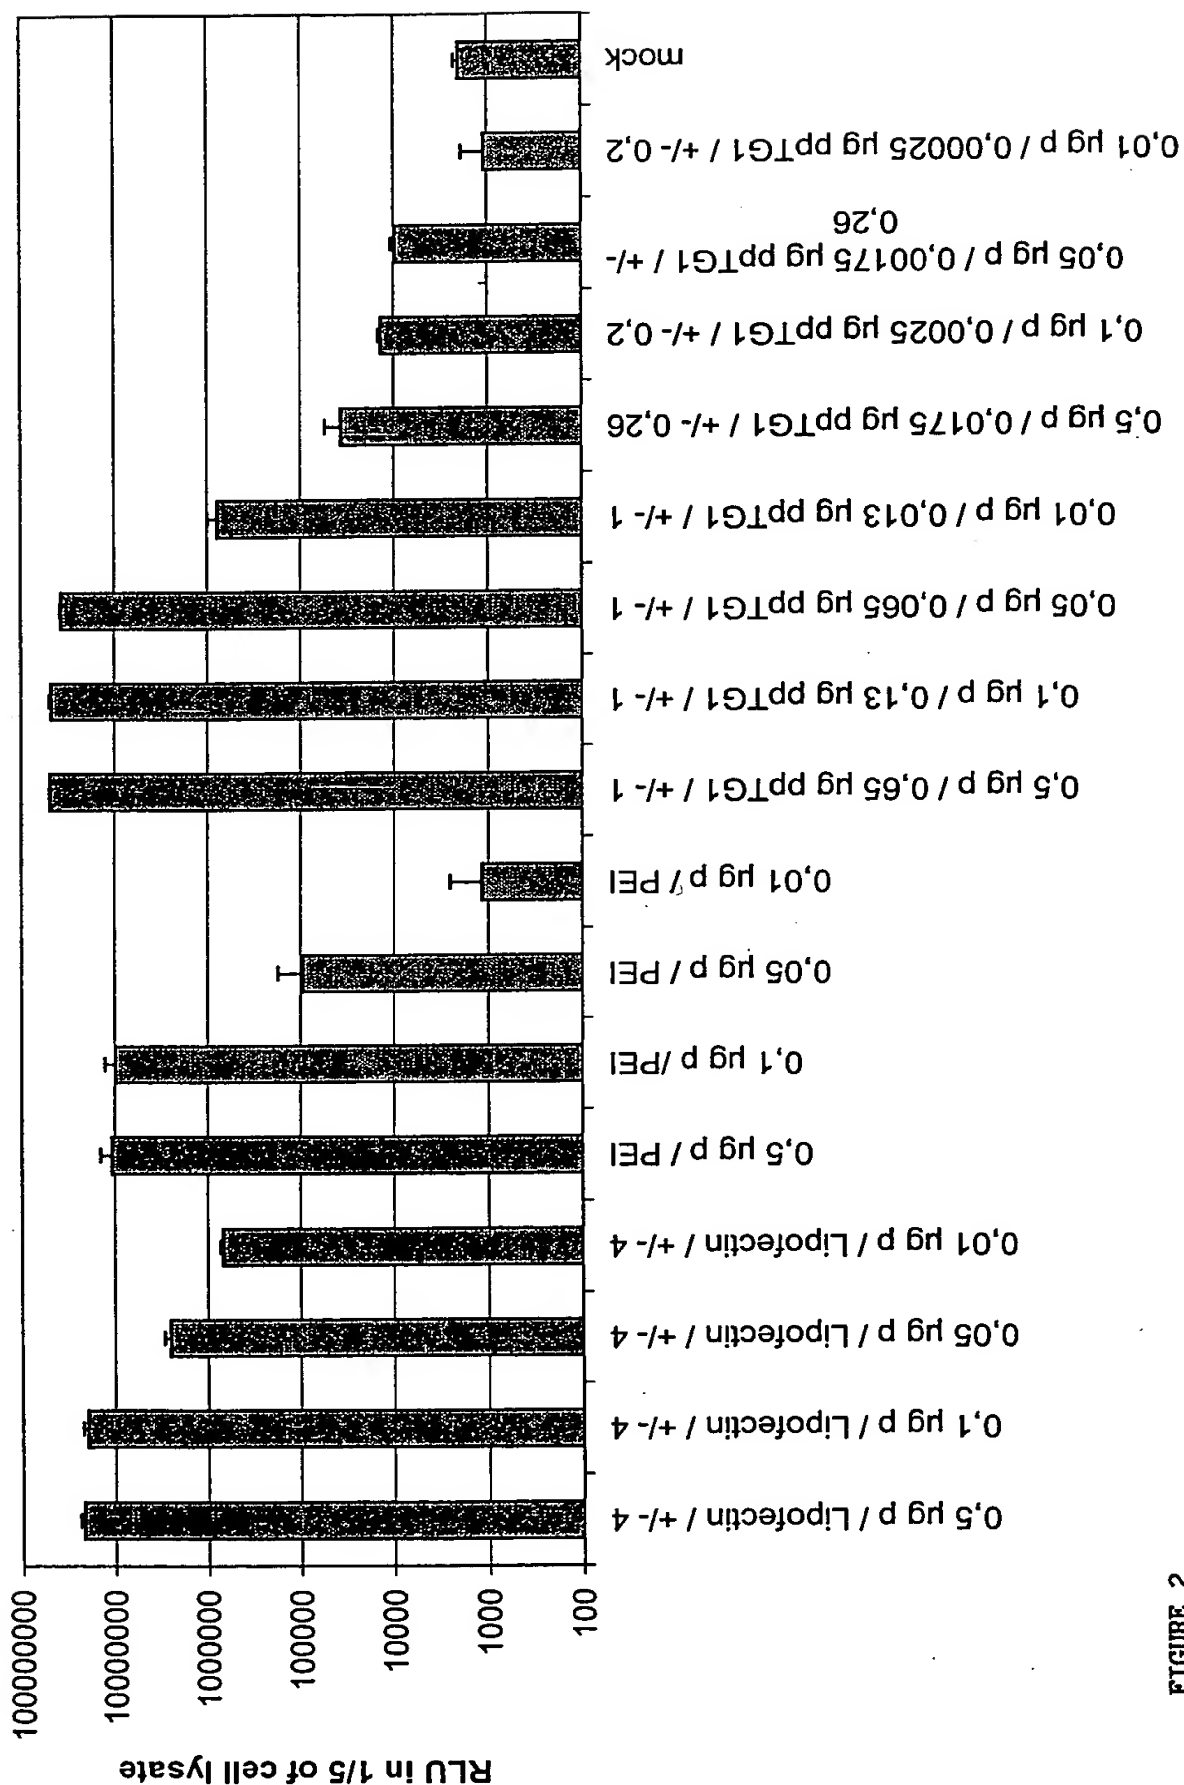 RLU in 1/5 of cell lysate
100000000
10000000
1000000
100000
10000
1000
100
0,5 µg p / Lipofectin / +/- 4
0,1 µg p / Lipofectin / +/- 4
0,05 µg p / Lipofectin / +/- 4
0,01 µg p / Lipofectin / +/- 4
0,5 µg p / PEI
0,1 µg p /PEI
0,05 µg p / PEI
0,01 µg p / PEI
0,5 µg p / 0,65 µg ppTG1 / +/- 1
0,1 µg p / 0,13 µg ppTG1 / +/- 1
0,05 µg p / 0,065 µg ppTG1 / +/- 1
0,01 µg p / 0,013 µg ppTG1 / +/- 1
0,5 µg p / 0,0175 µg ppTG1 / +/- 0,26
0,1 µg p / 0,0025 µg ppTG1 / +/- 0,2
0,05 µg p / 0,00175 µg ppTG1 / +/-
0,26
0,01 µg p / 0,00025 µg ppTG1 / +/- 0,2
mock
FIGURE 2